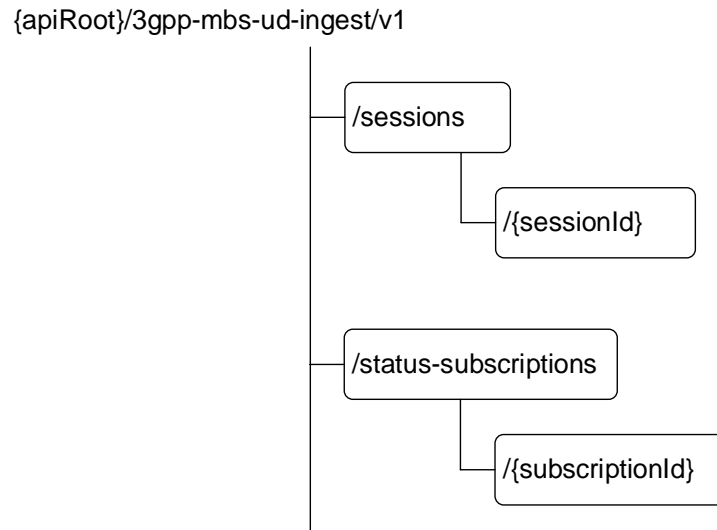 {apiRoot}/3gpp-mbs-ud-ingest/v1
/sessions
/{sessionId}
/status-subscriptions
/{subscriptionId}